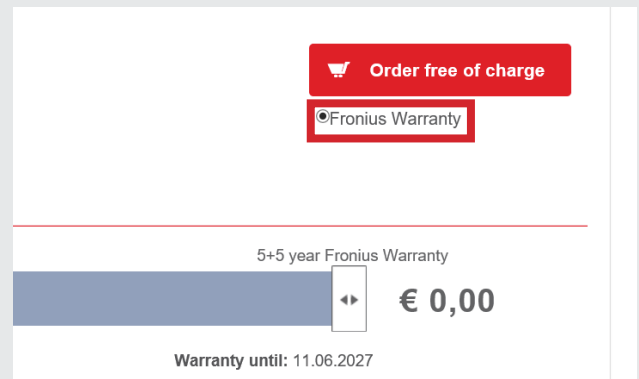 Order free of charge
Fronius Warranty
5+5 year Fronius Warranty
€ 0,00
Warranty until: 11.06.2027